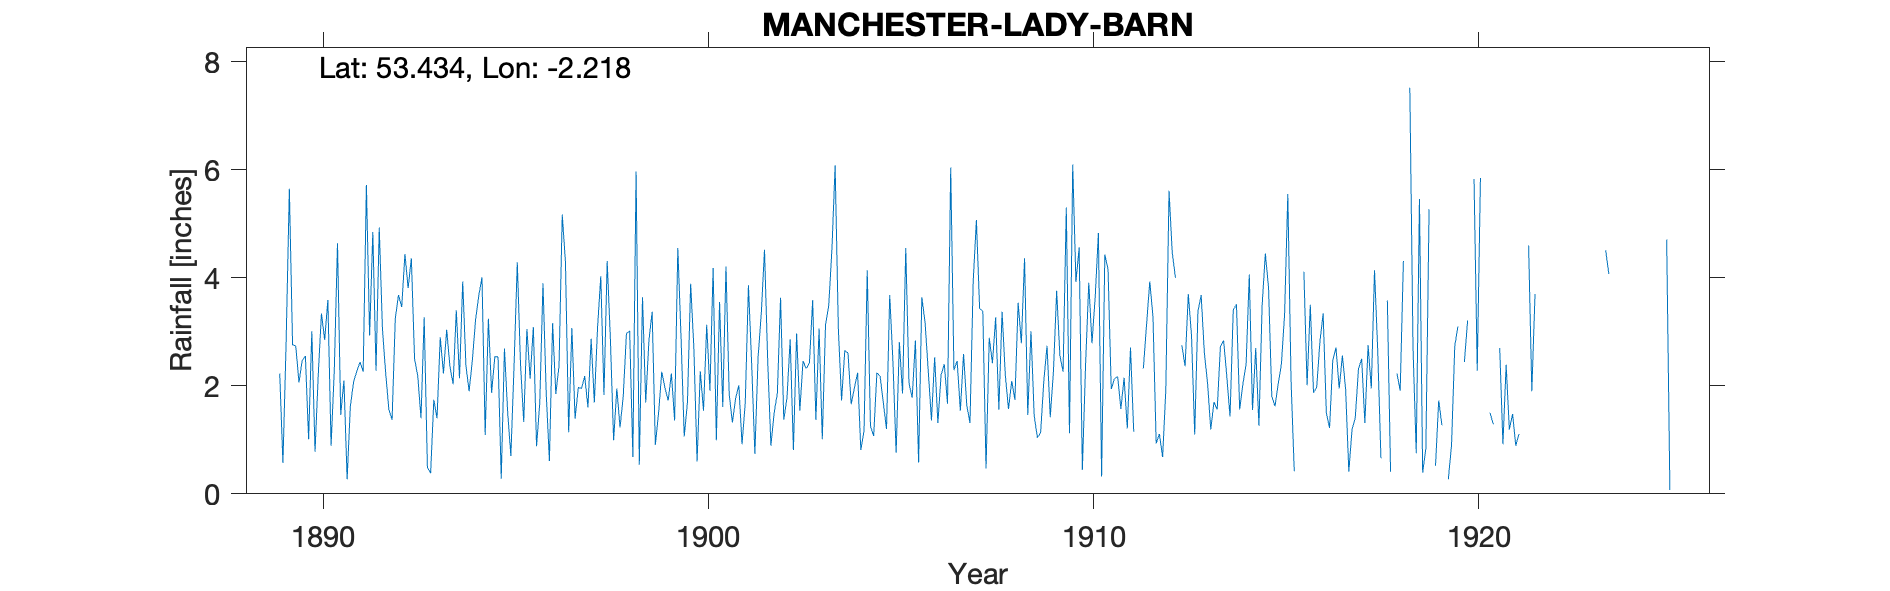 MANCHESTER-LADY-BARN
Lat: 53.434, Lon: -2.218
8
6
4
2
0
Rainfall [inches]
1890 1900 1910 1920
Year